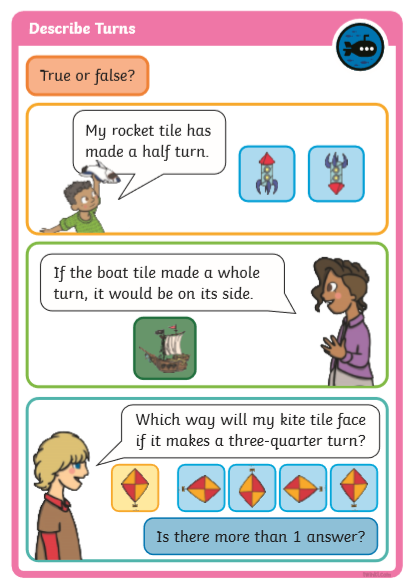 Describe Turns
True or false?
My rocket tile has
made a half turn.
If the boat tile made a whole
turn, it would be on its side.
Which way will my kite tile face
if it makes a three-quarter turn?
Is there more than 1 answer?